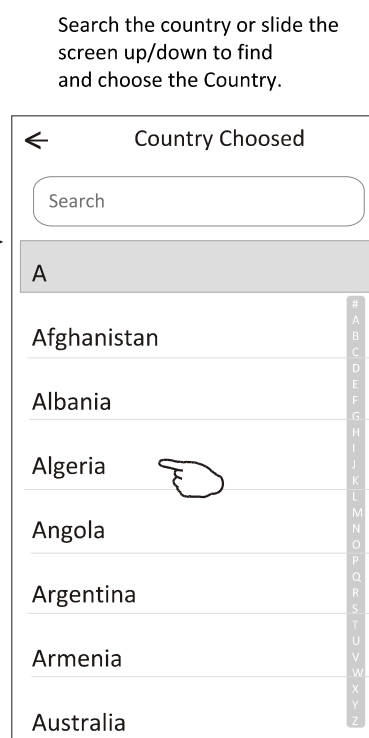 Search the country or slide the
screen up/down to find
and choose the Country.
Country Choosed
Search
A
Afghanistan
Albania
Algeria
Angola
Argentina
Armenia
Australia
#
A
B
C
D
E
F
G
H
I
J
K
L
M
N
O
P
Q
R
S
T
U
V
W
X
Y
Z